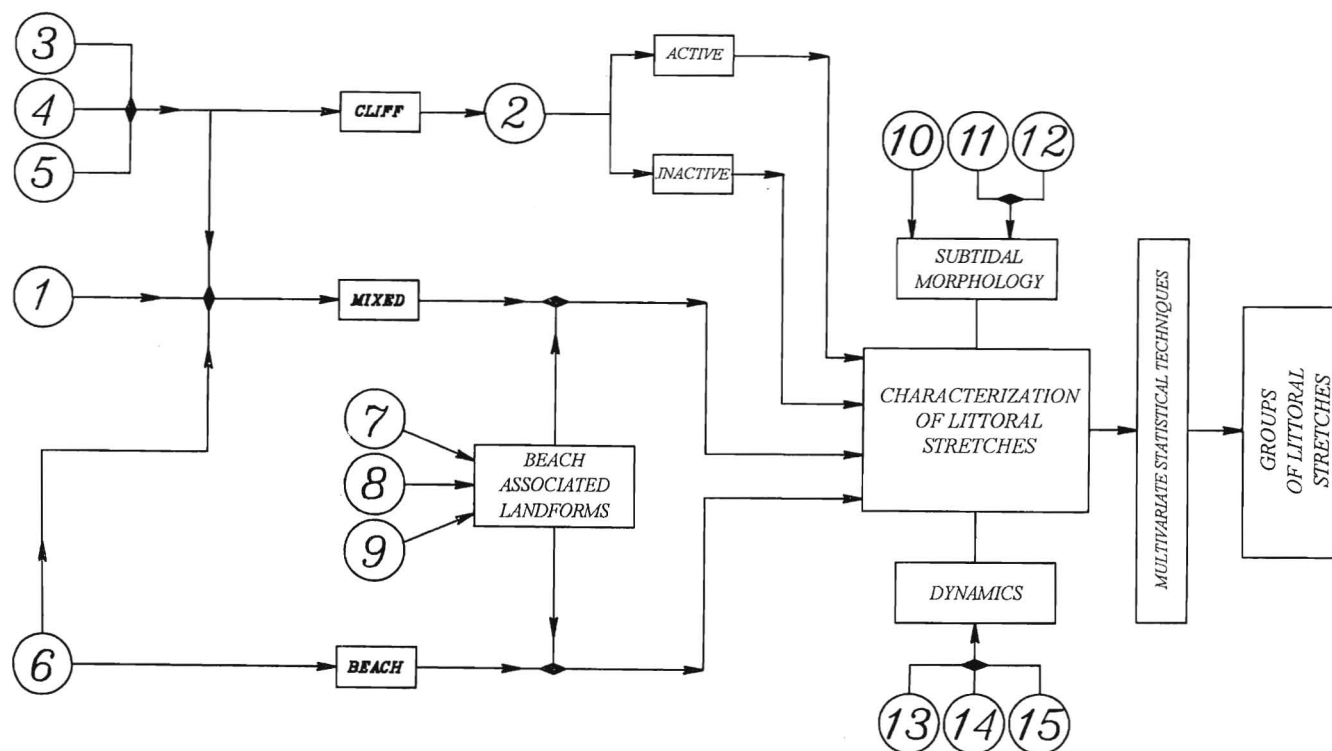 3
4
5
CLIFF
2
ACTIVE
INACTIVE
10
11
12
SUBTIDAL
MORPHOLOGY
1
MIXED
7
8
9
BEACH
ASSOCIATED
LANDFORMS
CHARACTERIZATION
OF LITTORAL
STRETCHES
MULTIVARIATE STATISTICAL TECHNIQUES
GROUPS
OF LITTORAL
STRETCHES
6
BEACH
DYNAMICS
13
14
15